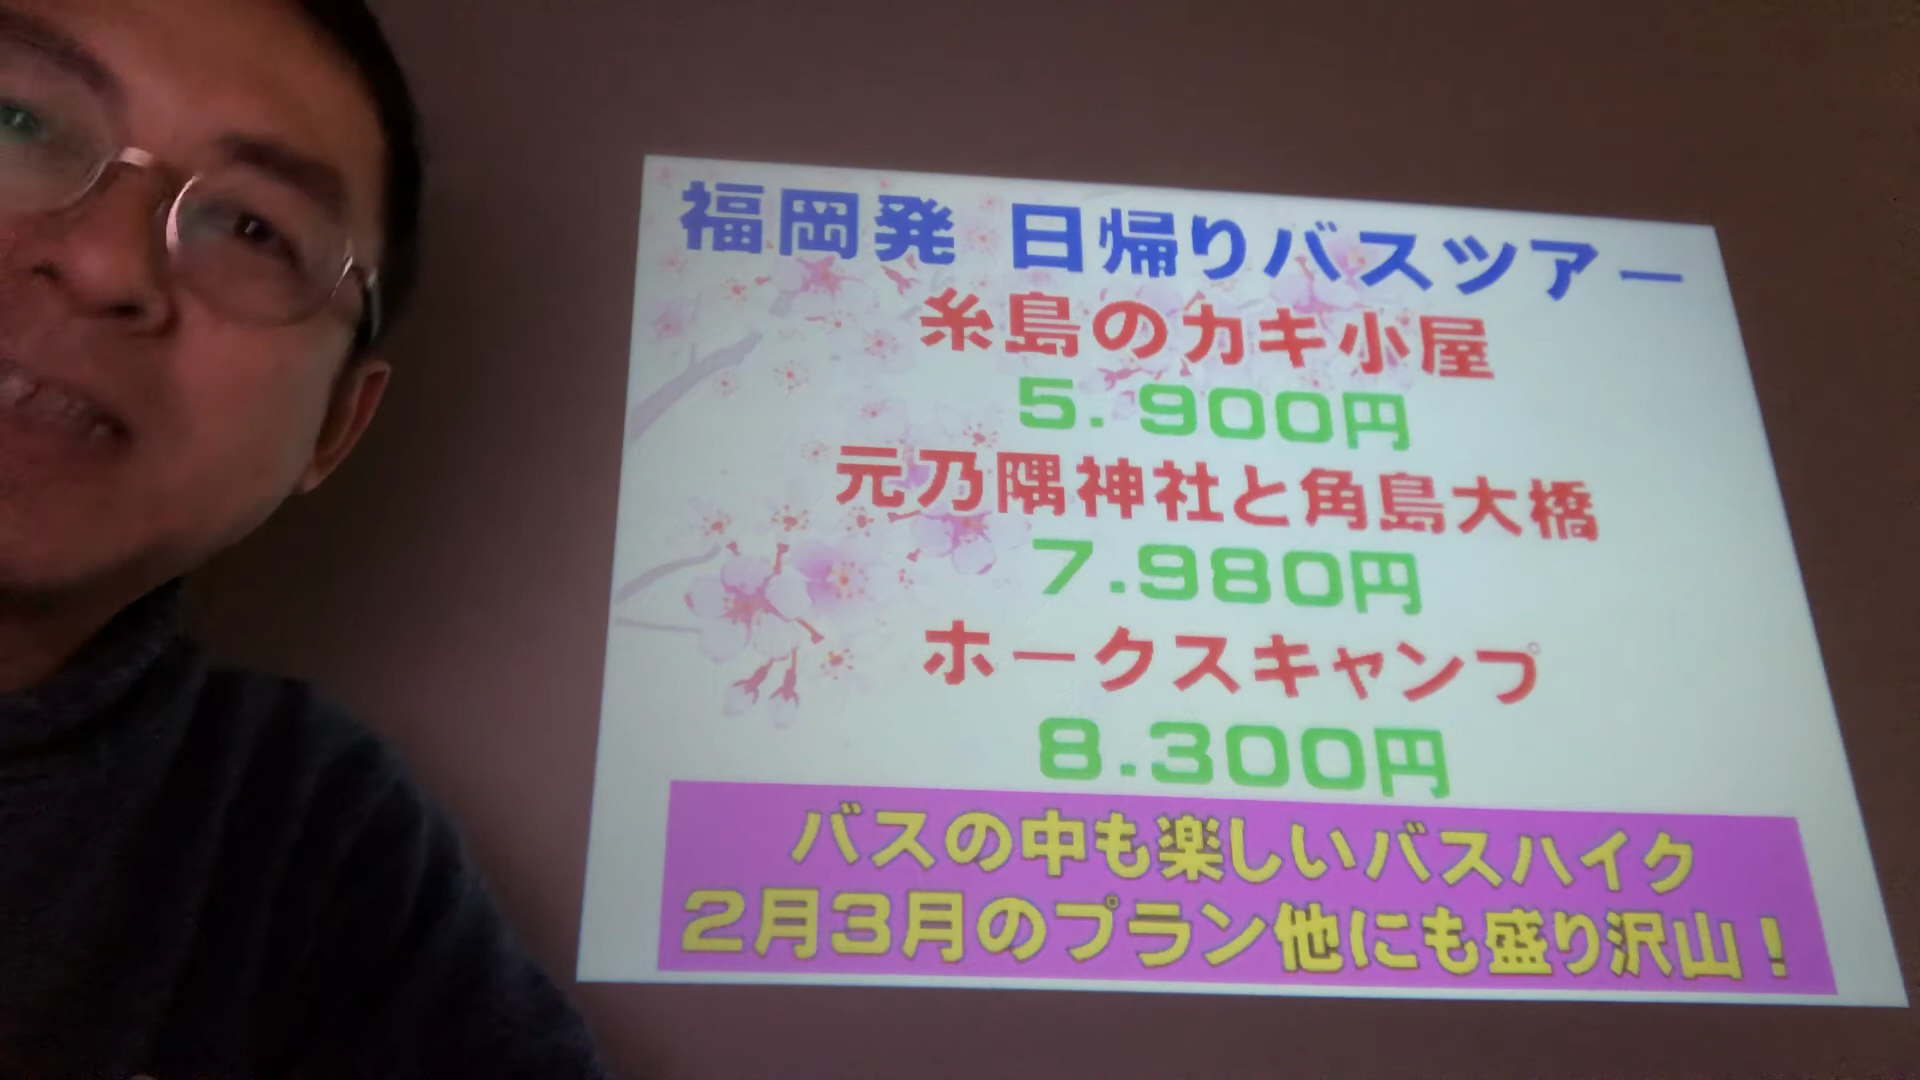 福岡発 日帰りバスツアー
糸島のカキ小屋
5.900円
元乃隅神社と角島大橋
7.980円
ホークスキャンプ
8.300円
バスの中も楽しいバスハイク
2月3月のプラン他にも盛り沢山!